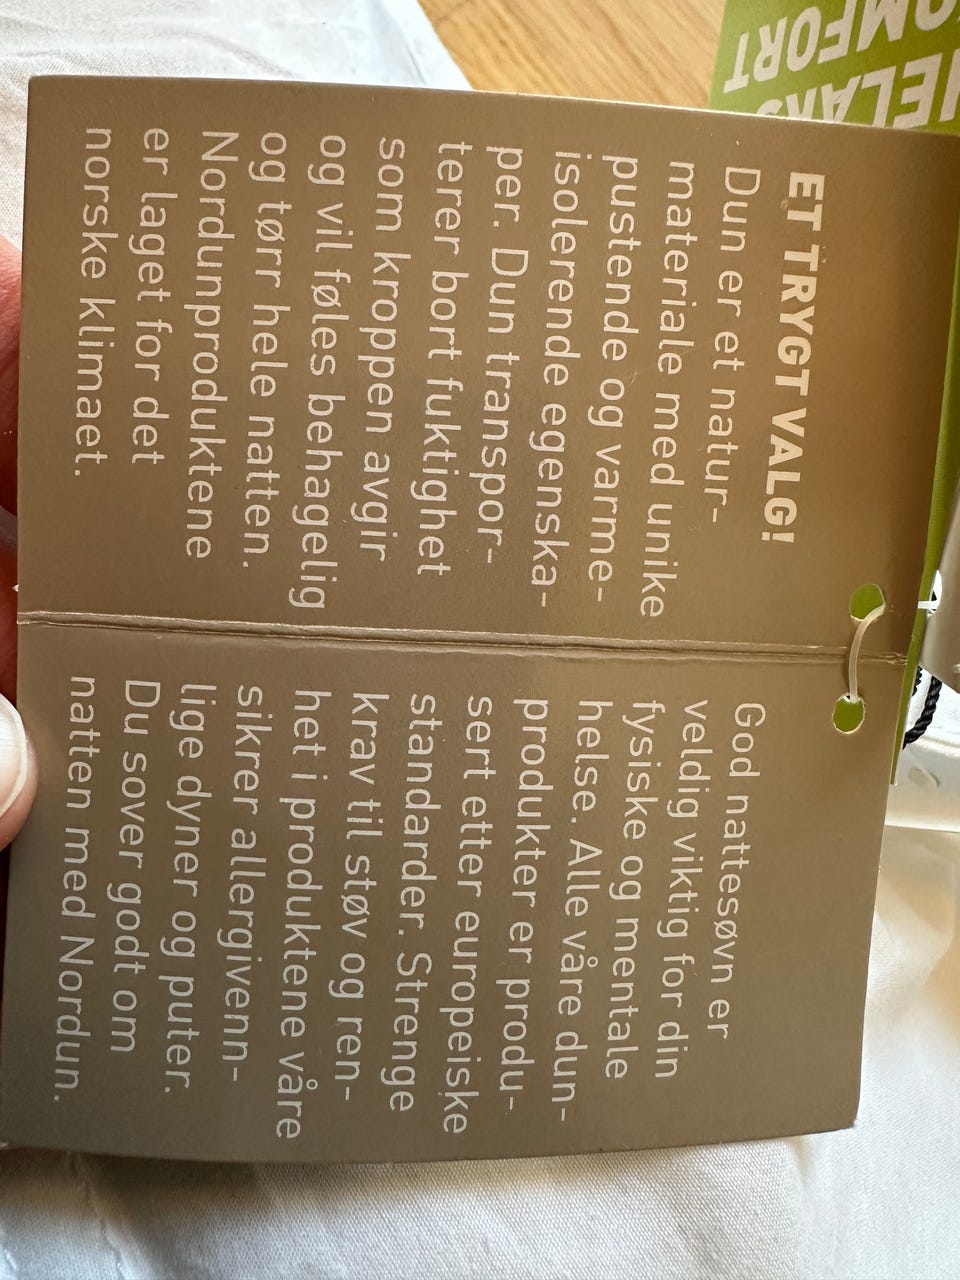 ET TRYGT VALG!
Dun er et natur-
materiale med unike
pustende og varme-
isolerende egenska-
per. Dun transpor-
terer bort fuktighet
som kroppen avgir
og vil føles behagelig
og tørr hele natten.
Nordunproduktene
er laget for det
norske klimaet.
God nattesøvn er
veldig viktig for din
fysiske og mentale
helse. Alle våre dun-
produkter er produ-
sert etter europeiske
standarder. Strenge
krav til støv og ren-
het i produktene våre
sikrer allergivenn-
lige dyner og puter.
Du sover godt om
natten med Nordun.